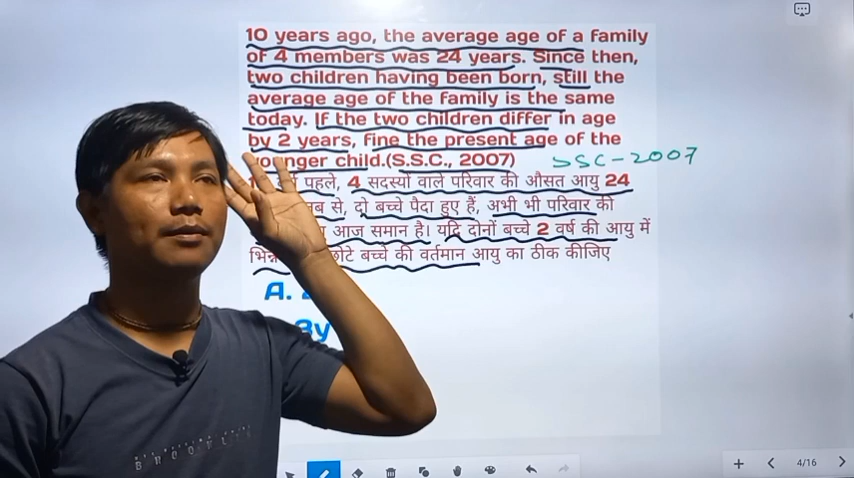 10 years ago, the average age of a family
of 4 members was 24 years. Since then,
two children having been born, still the
average age of the family is the same
today. If the two children differ in age
by 2 years, fine the present age of the
younger child.(S.S.C., 2007) SSC-2007
पहले, 4 सदस्यों वाले परिवार की औसत आयु 24
से, दो बच्चे पैदा हुए हैं, अभी भी परिवार की
आज समान है। यदि दोनों बच्चे 2 वर्ष की आयु में
बच्चे की वर्तमान आयु का ठीक कीजिए
A.
4/16